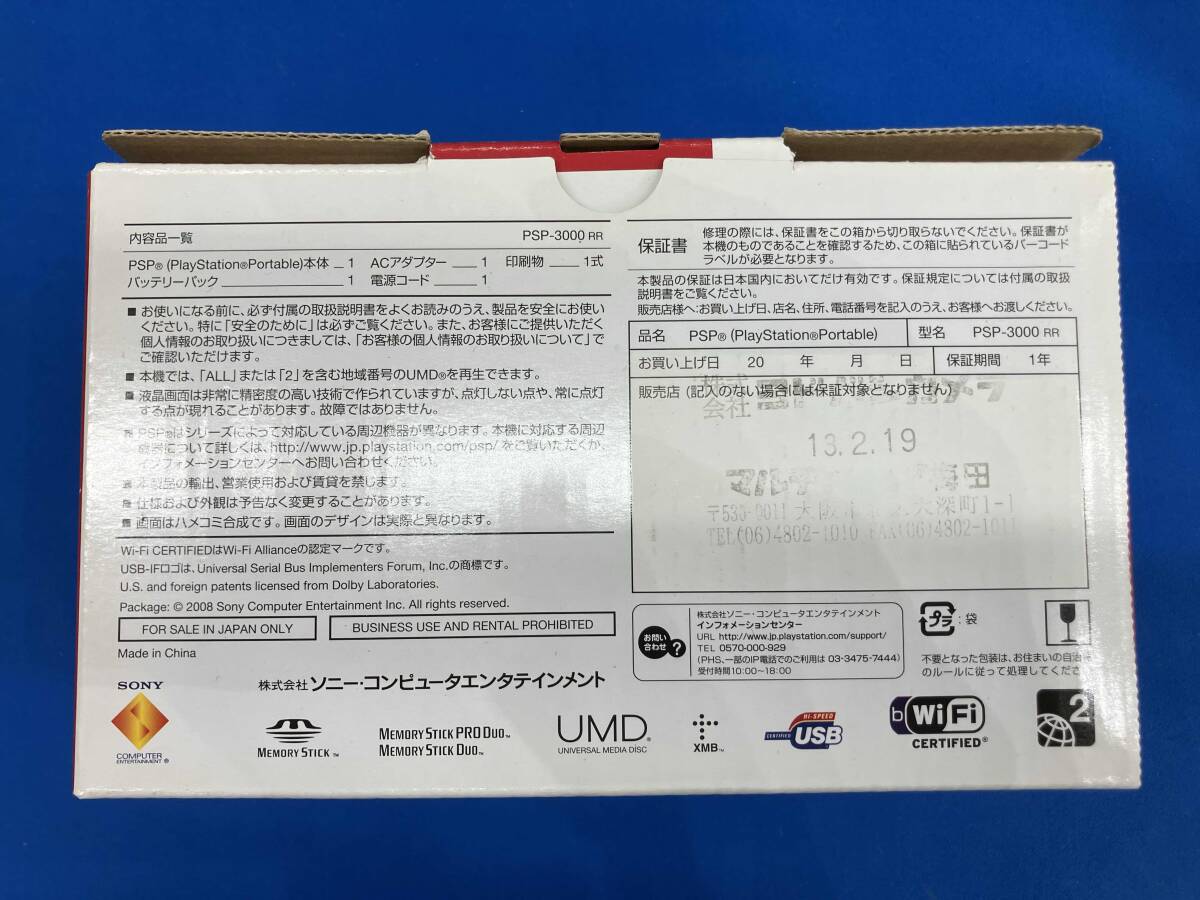 内容品一覧 PSP-3000 RR
PSP® (PlayStation®Portable)本体 1 ACアダプター 1 印刷物 1式
バッテリーパック 1 電源コード 1
■ お使いになる前に、必ず付属の取扱説明書をよくお読みのうえ、製品を安全にお使い
ください。特に「安全のために」は必ずご覧ください。また、お客様にご提供いただく
個人情報のお取り扱いにつきましては、「お客様の個人情報のお取り扱いについて」で
ご確認いただけます。
■ 本機では、「ALL」または「2」を含む地域番号のUMD®を再生できます。
■ 液晶画面は非常に精密度の高い技術で作られていますが、点灯しない点や、常に点灯
する点が現れることがあります。故障ではありません。
■ PSP®はシリーズによって対応している周辺機器が異なります。本機に対応する周辺
機器について詳しくは、http://www.jp.playstation.com/psp/をご覧いただくか、
インフォメーションセンターへお問い合わせください。
■ 本製品の輸出、営業使用および賃貸を禁じます。
■ 仕様および外観は予告なく変更することがあります。
■ 画面はハメコミ合成です。画面のデザインは実際と異なります。
Wi-Fi CERTIFIEDはWi-Fi Allianceの認定マークです。
USB-IFロゴは、Universal Serial Bus Implementers Forum, Inc.の商標です。
U.S. and foreign patents licensed from Dolby Laboratories.
Package: © 2008 Sony Computer Entertainment Inc. All rights reserved.
FOR SALE IN JAPAN ONLY
BUSINESS USE AND RENTAL PROHIBITED
Made in China
株式会社ソニー・コンピュータエンタテインメント
保証書
修理の際には、保証書をこの箱から切り取らないでください。保証書が
本機のものであることを確認するため、この箱に貼られているバーコード
ラベルが必要となります。
本製品の保証は日本国内においてだけ有効です。保証規定については付属の取扱
説明書をご覧ください。
販売店様へ:お買い上げ日、店名、住所、電話番号を記入のうえ、お客様へお渡しください。
品名 PSP® (PlayStation®Portable) 型名 PSP-3000 RR
お買い上げ日 20 年 月 日 保証期間 1年
販売店 (記入のない場合には保証対象となりません)
株式
会社
13.2.19
マルチ 梅田
〒530-0011 大阪 大深町1-1
TEL(06)4802-1010 FAX(06)4802-1011
お問い
合わせ ?
株式会社ソニー・コンピュータエンタテインメント
インフォメーションセンター
URL http://www.jp.playstation.com/support/
TEL 0570-000-929
(PHS、一部のIP電話でのご利用は 03-3475-7444)
受付時間10:00~18:00
プラ :袋
不要となった包装は、お住まいの自治体
のルールに従って処理してくださ
SONY
COMPUTER
ENTERTAINMENT®
MEMORY STICK™
MEMORY STICK PRO DUO™
MEMORY STICK DUO™
UMD®
UNIVERSAL MEDIA DISC
XMB™
HI-SPEED
CERTIFIED USB
b Wi Fi
CERTIFIED®
2